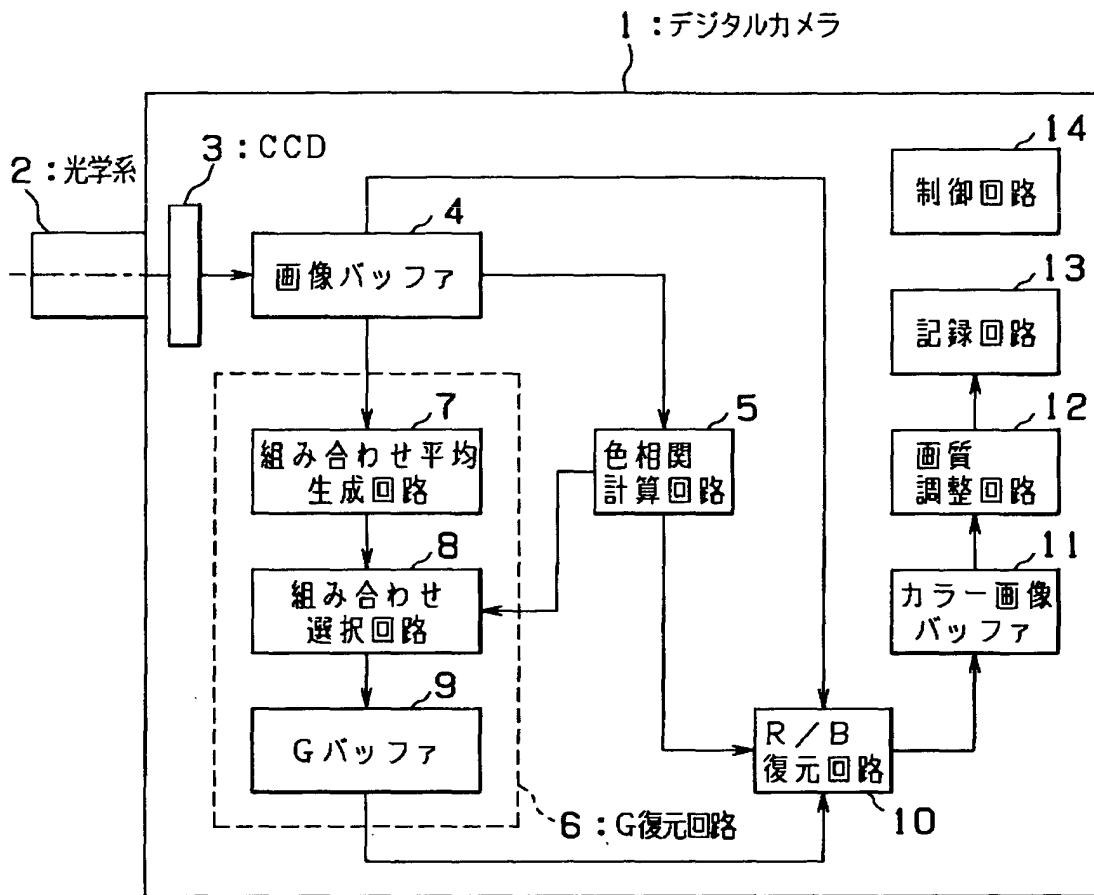 1:デジタルカメラ
2:光学系
3:CCD
4
画像バッファ
14
制御回路
13
記録回路
7
組み合わせ平均
生成回路
5
色相関
計算回路
12
画質
調整回路
8
組み合わせ
選択回路
11
カラー画像
バッファ
9
Gバッファ
R/B
復元回路
10
6:G復元回路